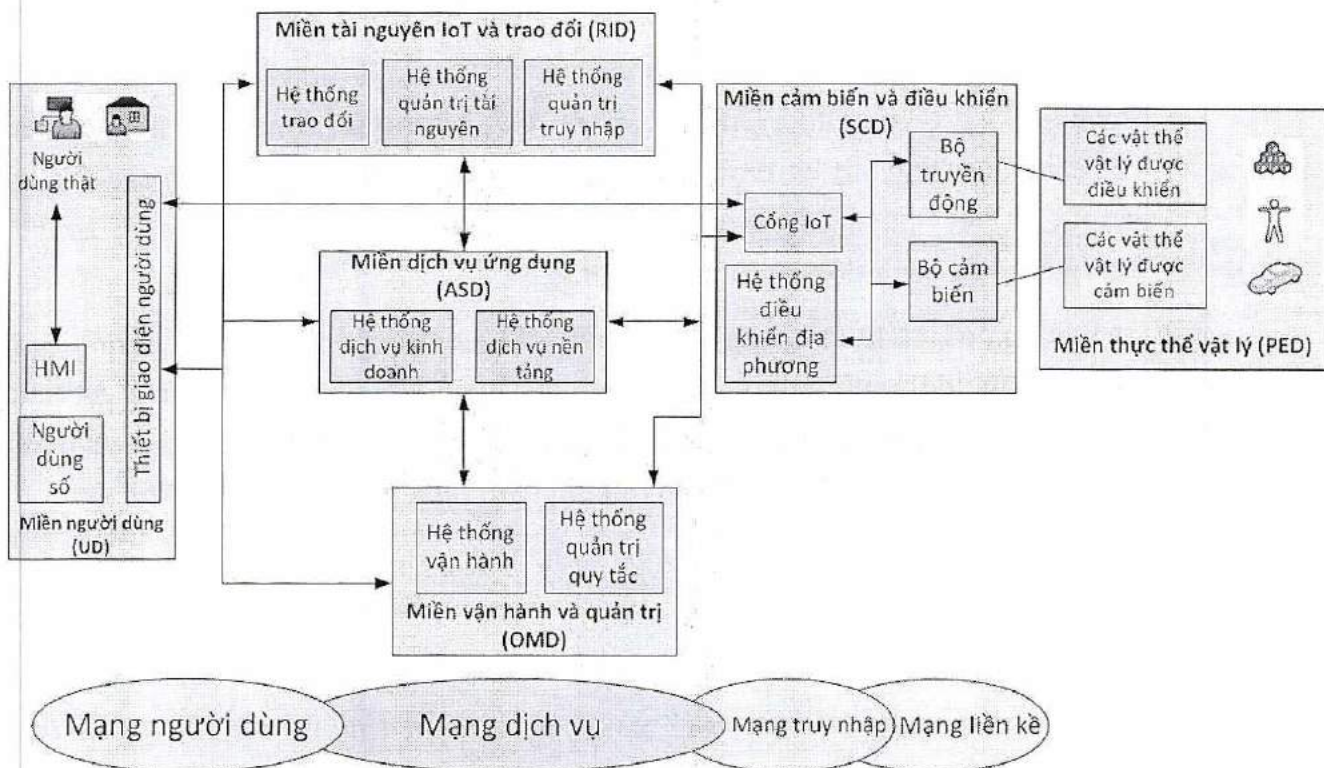 Miền tài nguyên IoT và trao đổi (RID)
Hệ thống
trao đổi
Hệ thống
quản trị tài
nguyên
Hệ thống
quản trị
truy nhập
Người
dùng thật
HMI
Người
dùng
số
Thiết bị giao diện người dùng
Miền người dùng
(UD)
Miền dịch vụ ứng dụng
(ASD)
Hệ thống
dịch vụ kinh
doanh
Hệ thống
dịch vụ nền
tảng
Hệ thống
vận hành
Hệ thống
quản trị
quy tắc
Miền vận hành và quản trị
(OMD)
Miền cảm biến và điều khiển
(SCD)
Cổng IoT
Hệ thống
điều
khiển địa
phương
Bộ
truyền
động
Bộ cảm
biến
Các vật thể
vật lý được
điều khiển
Các vật thể
vật lý được
cảm biến
Miền thực thể vật lý (PED)
Mạng người dùng
Mạng dịch vụ
Mạng truy nhập
Mạng liền kề